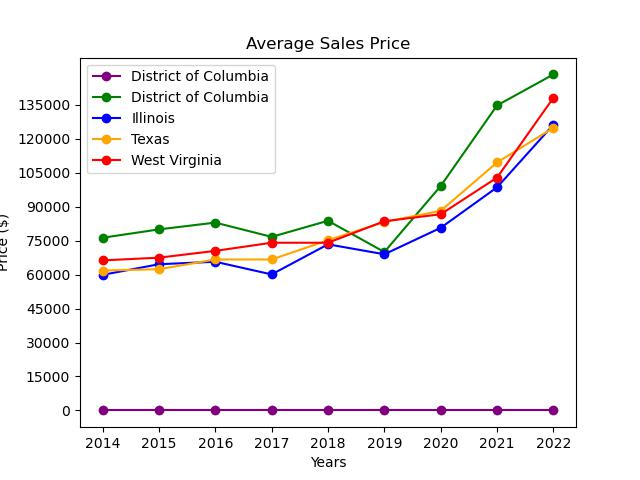 Average Sales Price
District of Columbia
District of Columbia
Illinois
Texas
West Virginia
Price ($)
135000
120000
105000
90000
75000
60000
45000
30000
15000
0
2014 2015 2016 2017 2018 2019 2020 2021 2022
Years